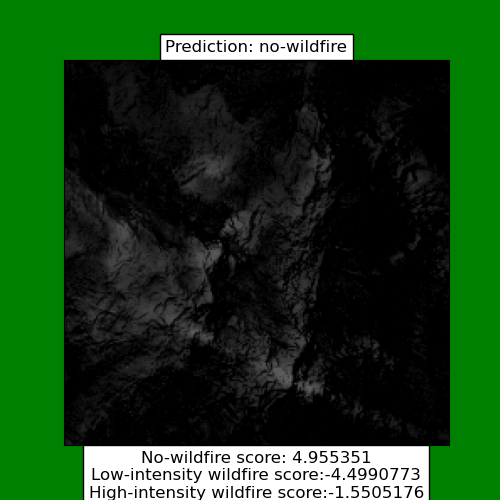 Prediction: no-wildfire
No-wildfire score: 4.955351
Low-intensity wildfire score:-4.4990773
High-intensity wildfire score:-1.5505176